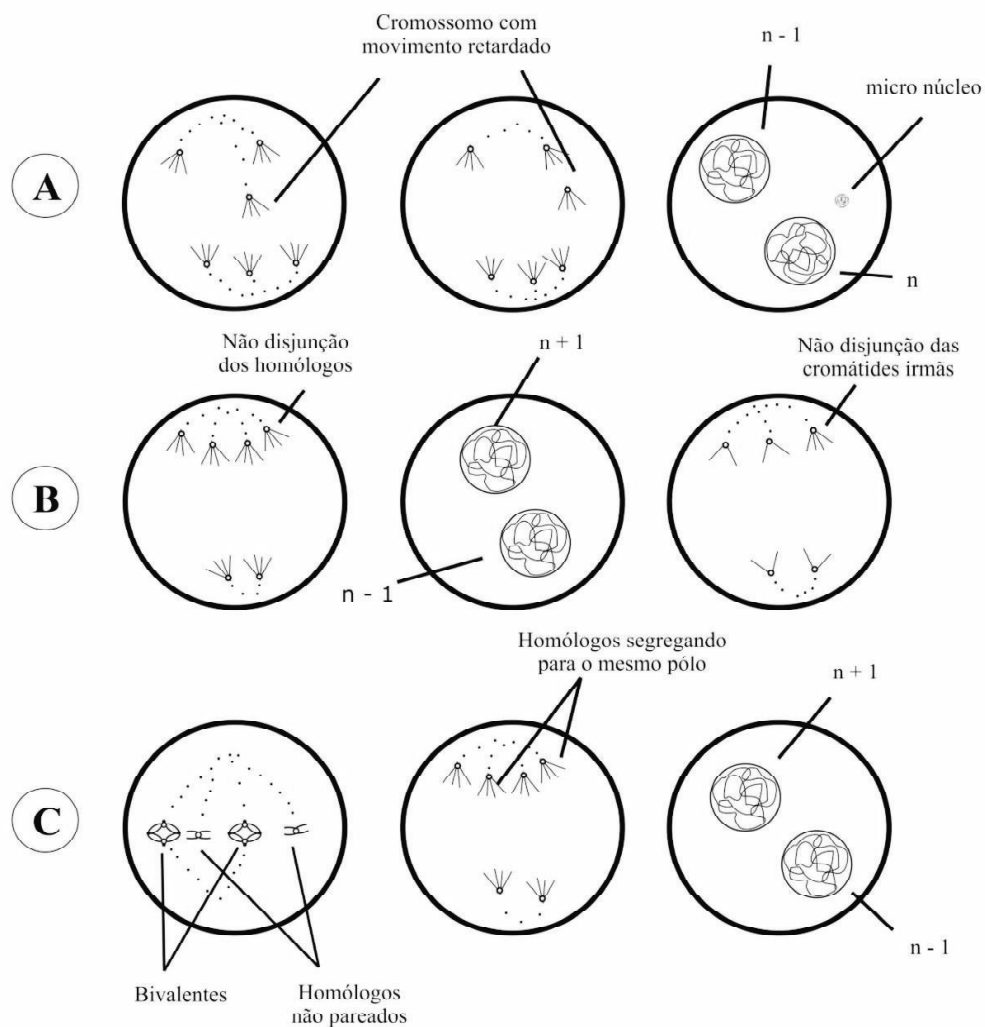 Cromossomo com
movimento retardado
n - 1
micro núcleo
A
n
Não disjunção
dos homólogos
n + 1
Não disjunção das
cromátides irmãs
B
n - 1
Homólogos segregando
para o mesmo pólo
n + 1
C
n - 1
Bivalentes
Homólogos
não pareados